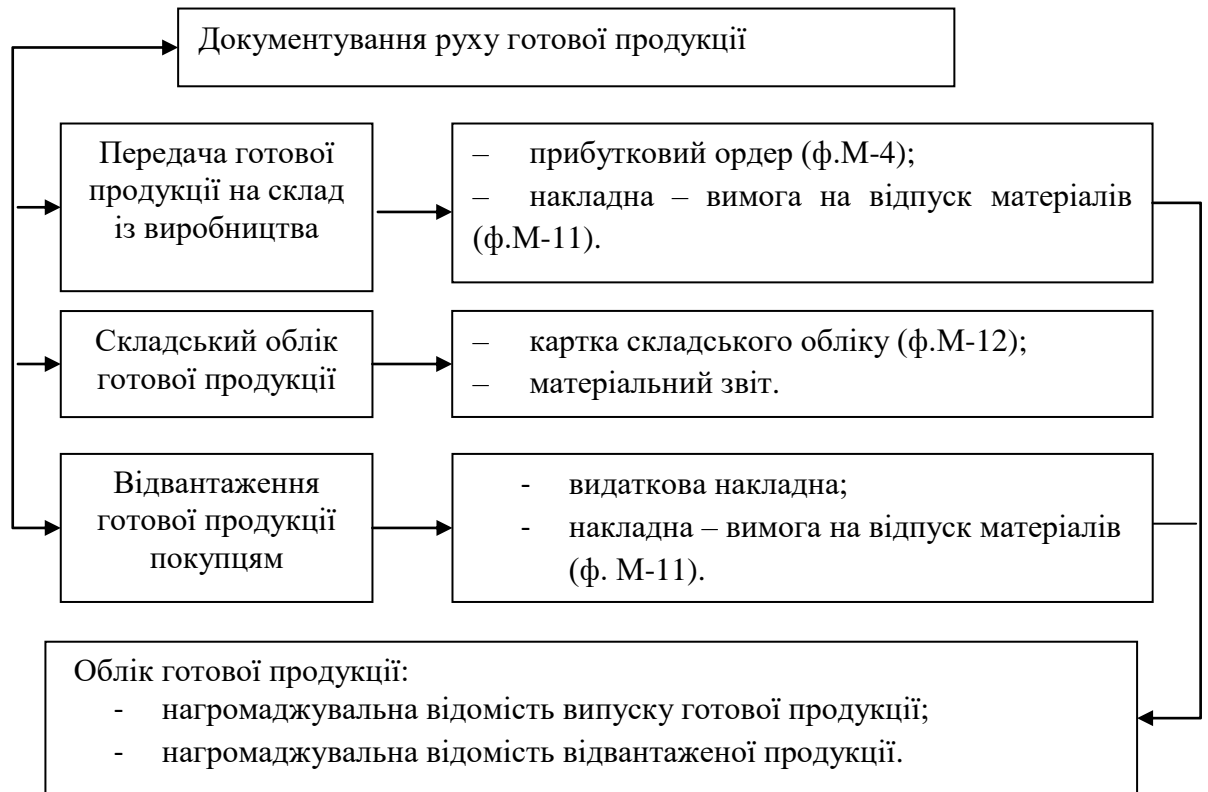 Документування руху готової продукції
Передача готової
продукції на склад
із виробництва
– прибутковий ордер (ф.М-4);
– накладна – вимога на відпуск матеріалів
(ф.М-11).
Складський облік
готової продукції
– картка складського обліку (ф.М-12);
– матеріальний звіт.
Відвантаження
готової продукції
покупцям
- видаткова накладна;
- накладна – вимога на відпуск матеріалів
(ф. М-11).
Облік готової продукції:
- нагромаджувальна відомість випуску готової продукції;
- нагромаджувальна відомість відвантаженої продукції.